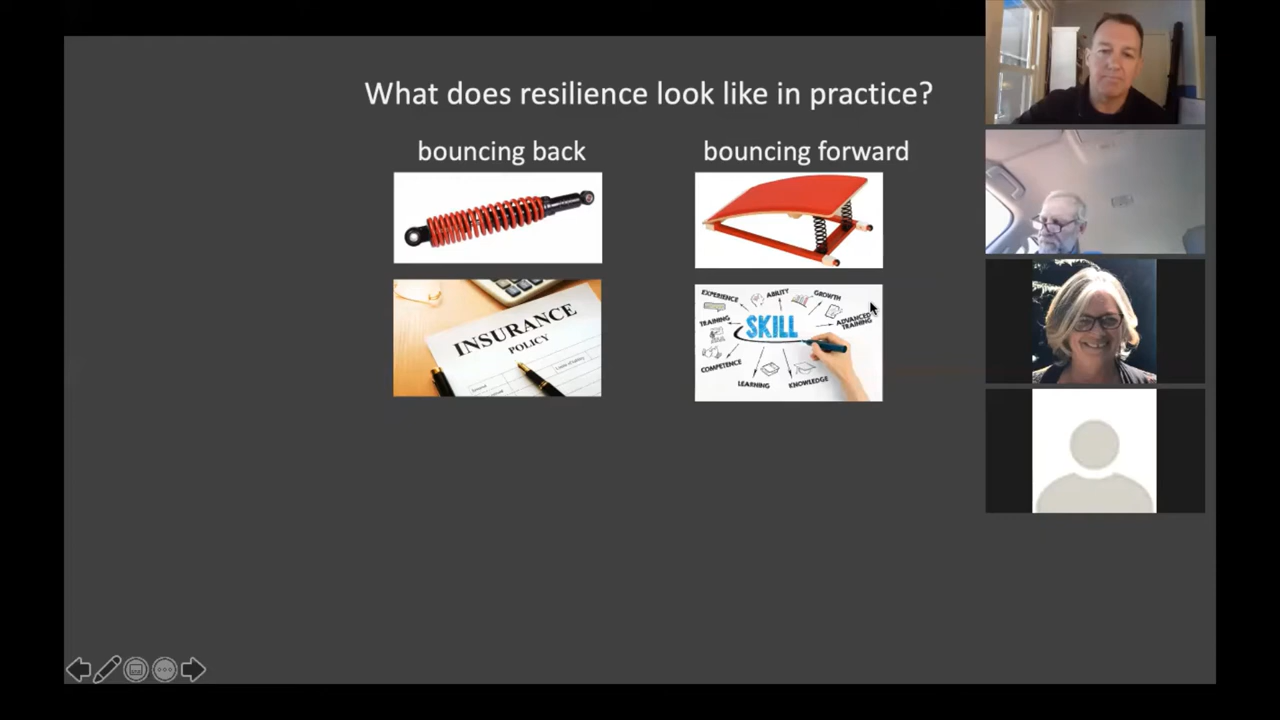 What does resilience look like in practice?
bouncing back
bouncing forward
INSURANCE
POLICY
EXPERIENCE
ABILITY
GROWTH
TRAINING
SKILL
ADVANCED
TRAINING
COMPETENCE
LEARNING
KNOWLEDGE